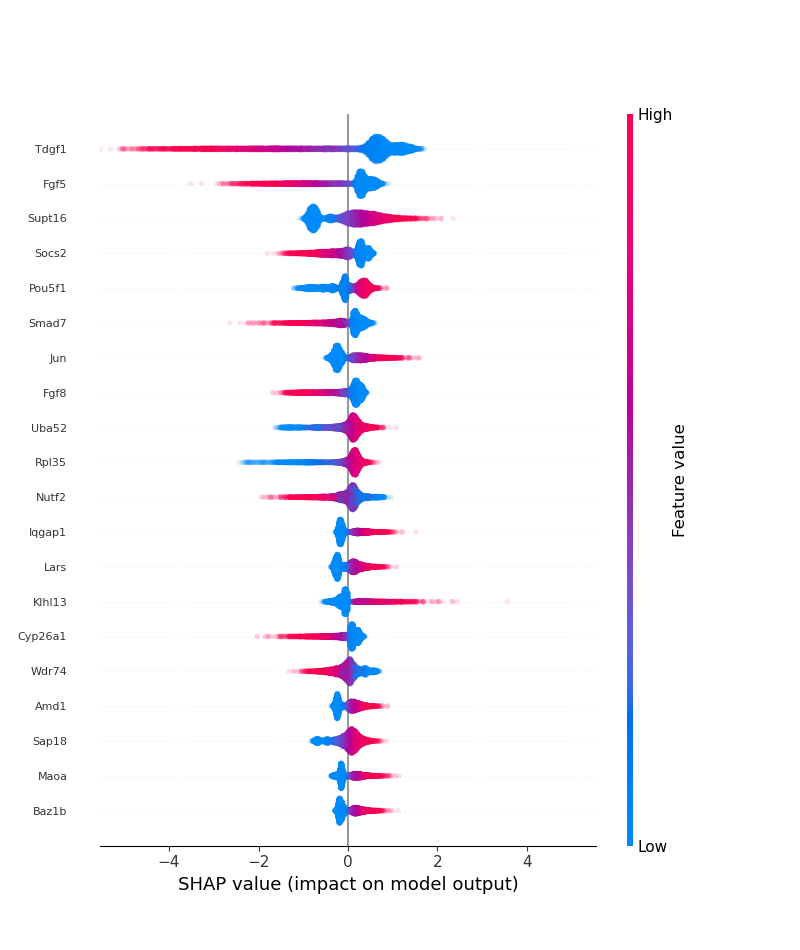 High
Tdgf1
Fgf5
Supt16
Socs2
Pou5f1
Smad7
Jun
Fgf8
Uba52
Rpl35
Nutf2
Iqgap1
Lars
Klhl13
Cyp26a1
Wdr74
Amd1
Sap18
Maoa
Baz1b
Feature value
Low
−4 −2 0 2 4
SHAP value (impact on model output)